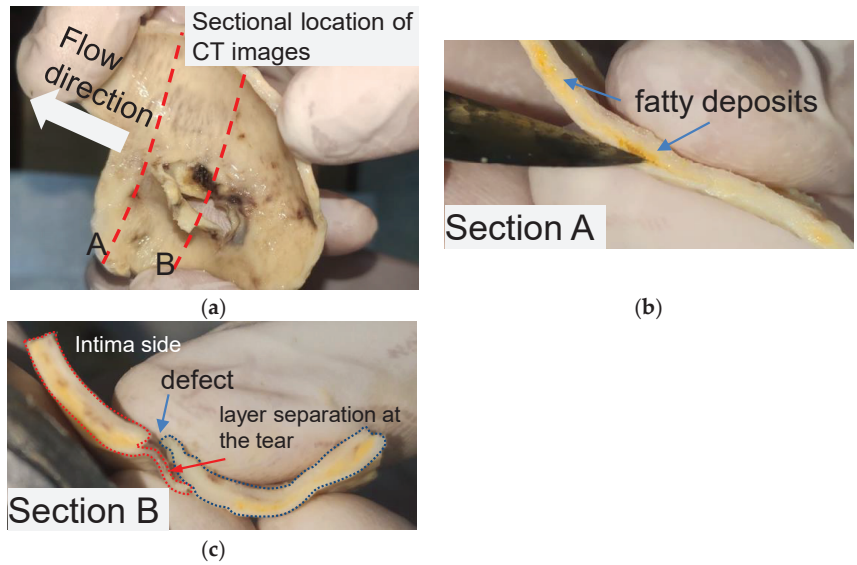 Sectional location of
CT images
Flow
direction
A
B
(a)
fatty deposits
Section A
(b)
Intima side
defect
layer separation at
the tear
Section B
(c)